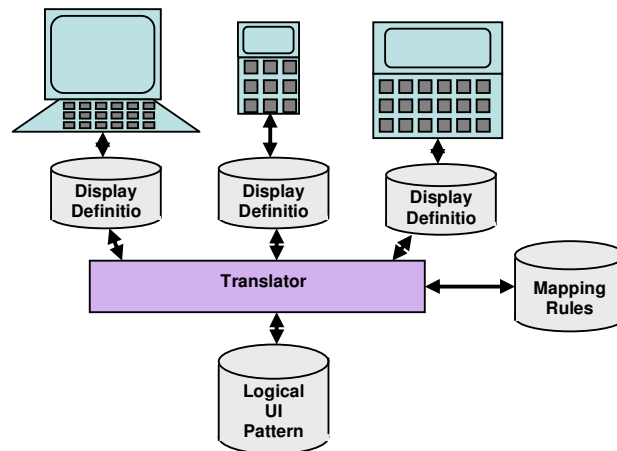 Display
Definitio
Display
Definitio
Display
Definitio
Translator
Mapping
Rules
Logical
UI
Pattern